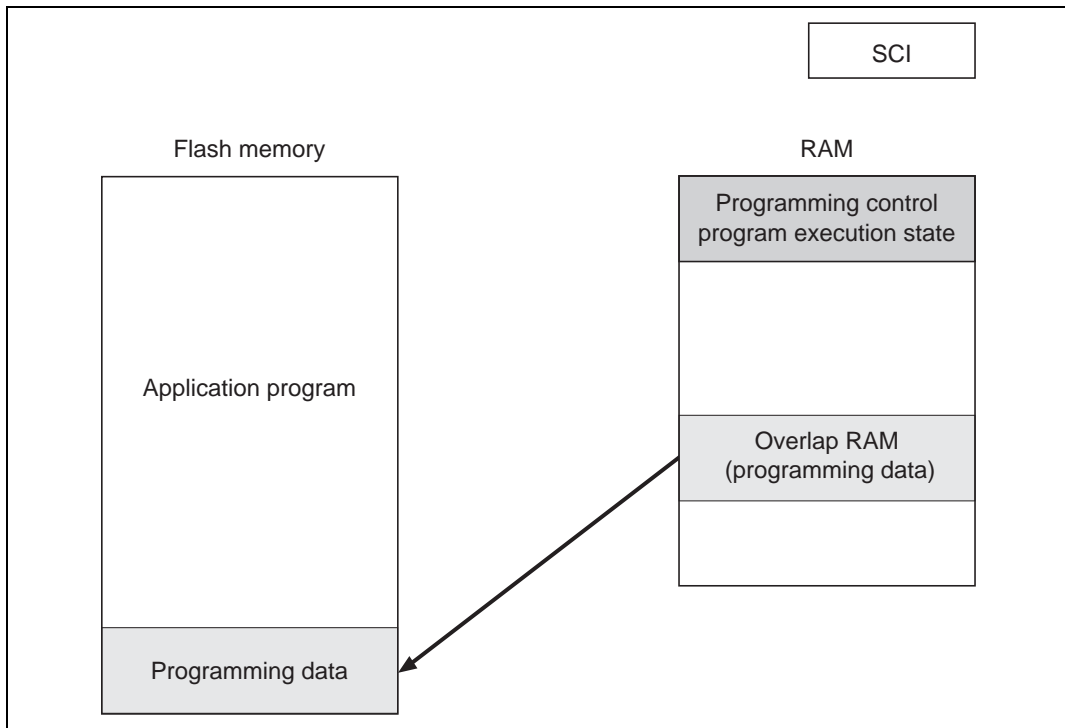 SCI
Flash memory
RAM
Programming control
program execution state
Application program
Overlap RAM
(programming data)
Programming data